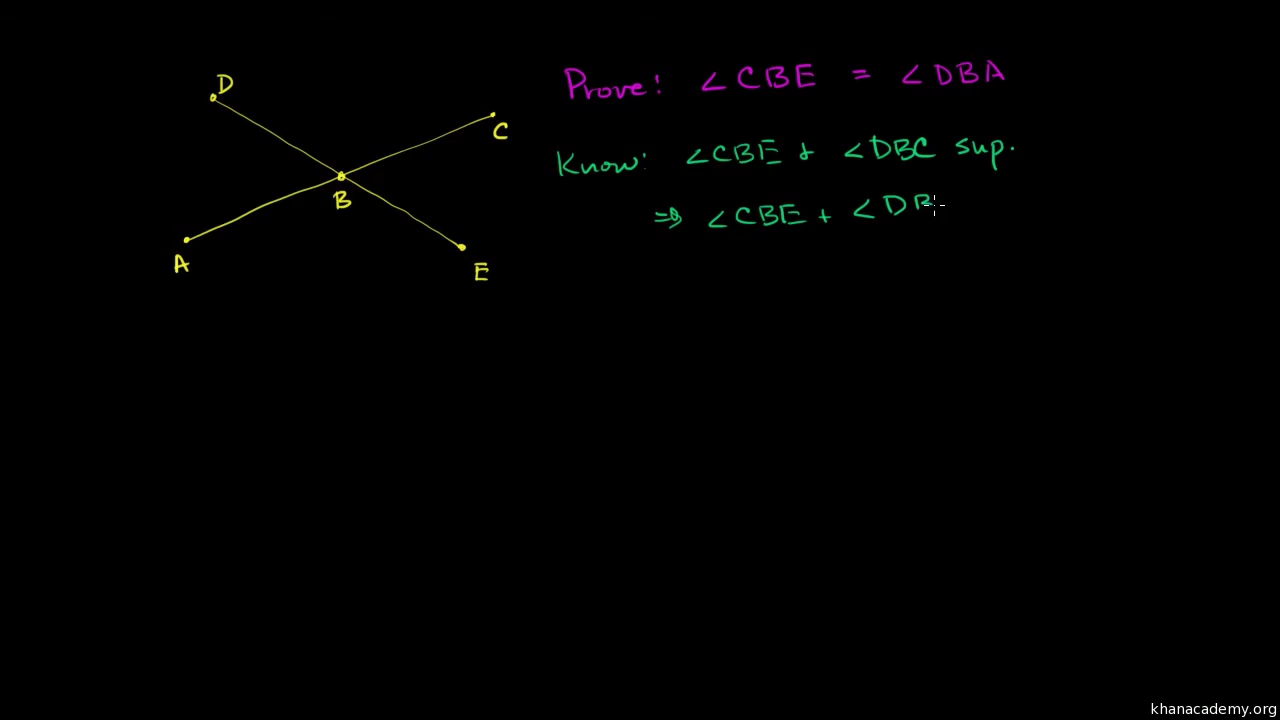 D
C
B
A
E
Prove: ∠CBE = ∠DBA
Know: ∠CBE & ∠DBC sup.
⇒ ∠CBE + ∠DB
khanacademy.org